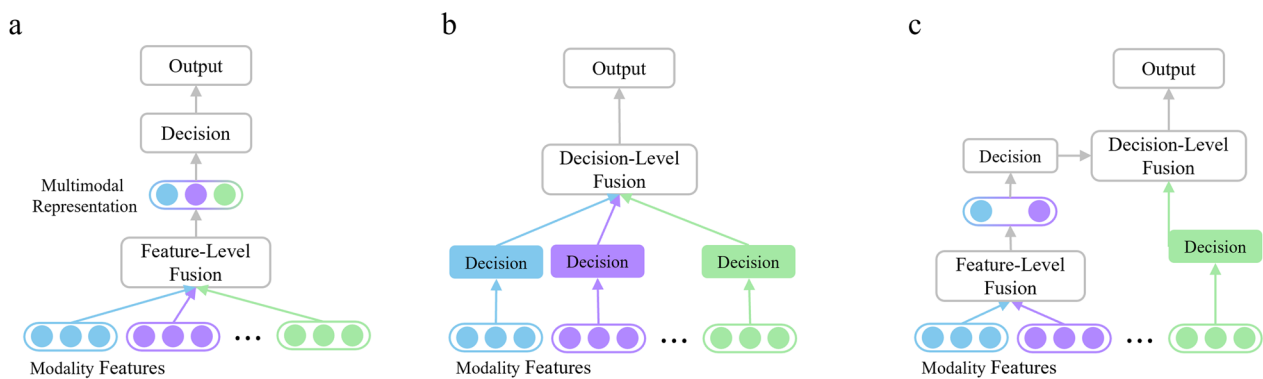 a
Output
Decision
Multimodal
Representation
Feature-Level
Fusion
...
Modality Features
b
Output
Decision-Level
Fusion
Decision
Decision
Decision
...
Modality Features
c
Output
Decision
Decision-Level
Fusion
Decision
Feature-Level
Fusion
...
Modality Features